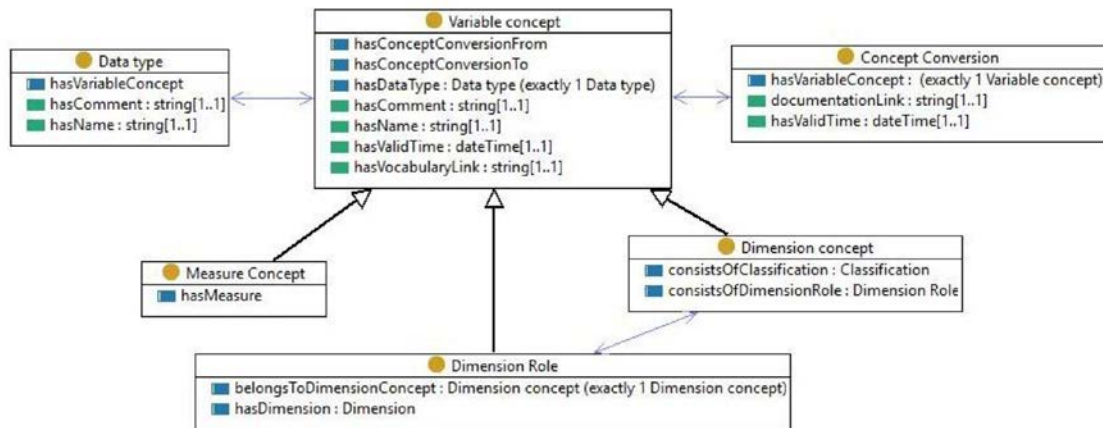 Variable concept
hasConceptConversionFrom
hasConceptConversionTo
hasDataType : Data type (exactly 1 Data type)
hasComment : string[1..1]
hasName : string[1..1]
hasValidTime : dateTime[1..1]
hasVocabularyLink : string[1..1]
Data type
hasVariableConcept
hasComment : string[1..1]
hasName : string[1..1]
Concept Conversion
hasVariableConcept : (exactly 1 Variable concept)
documentationLink : string[1..1]
hasValidTime : dateTime[1..1]
Measure Concept
hasMeasure
Dimension concept
consistsOfClassification : Classification
consistsOfDimensionRole : Dimension Role
Dimension Role
belongsToDimensionConcept : Dimension concept (exactly 1 Dimension concept)
hasDimension : Dimension